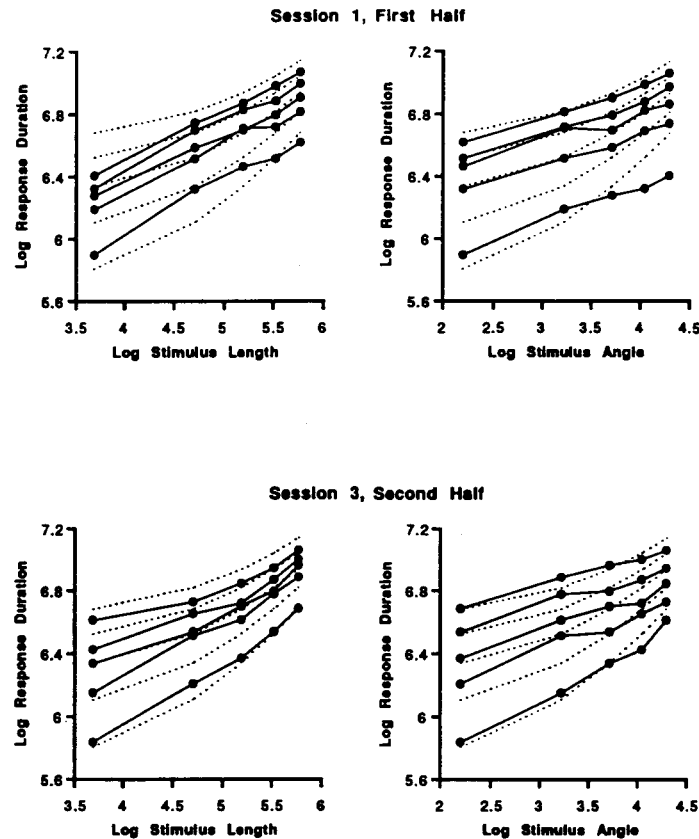 Session 1, First Half
7.2
6.8
6.4
6
5.6
3.5 4 4.5 5 5.5 6
Log Stimulus Length
Log Response Duration
7.2
6.8
6.4
6
5.6
2 2.5 3 3.5 4 4.5
Log Stimulus Angle
Log Response Duration
Session 3, Second Half
7.2
6.8
6.4
6
5.6
3.5 4 4.5 5 5.5 6
Log Stimulus Length
Log Response Duration
7.2
6.8
6.4
6
5.6
2 2.5 3 3.5 4 4.5
Log Stimulus Angle
Log Response Duration